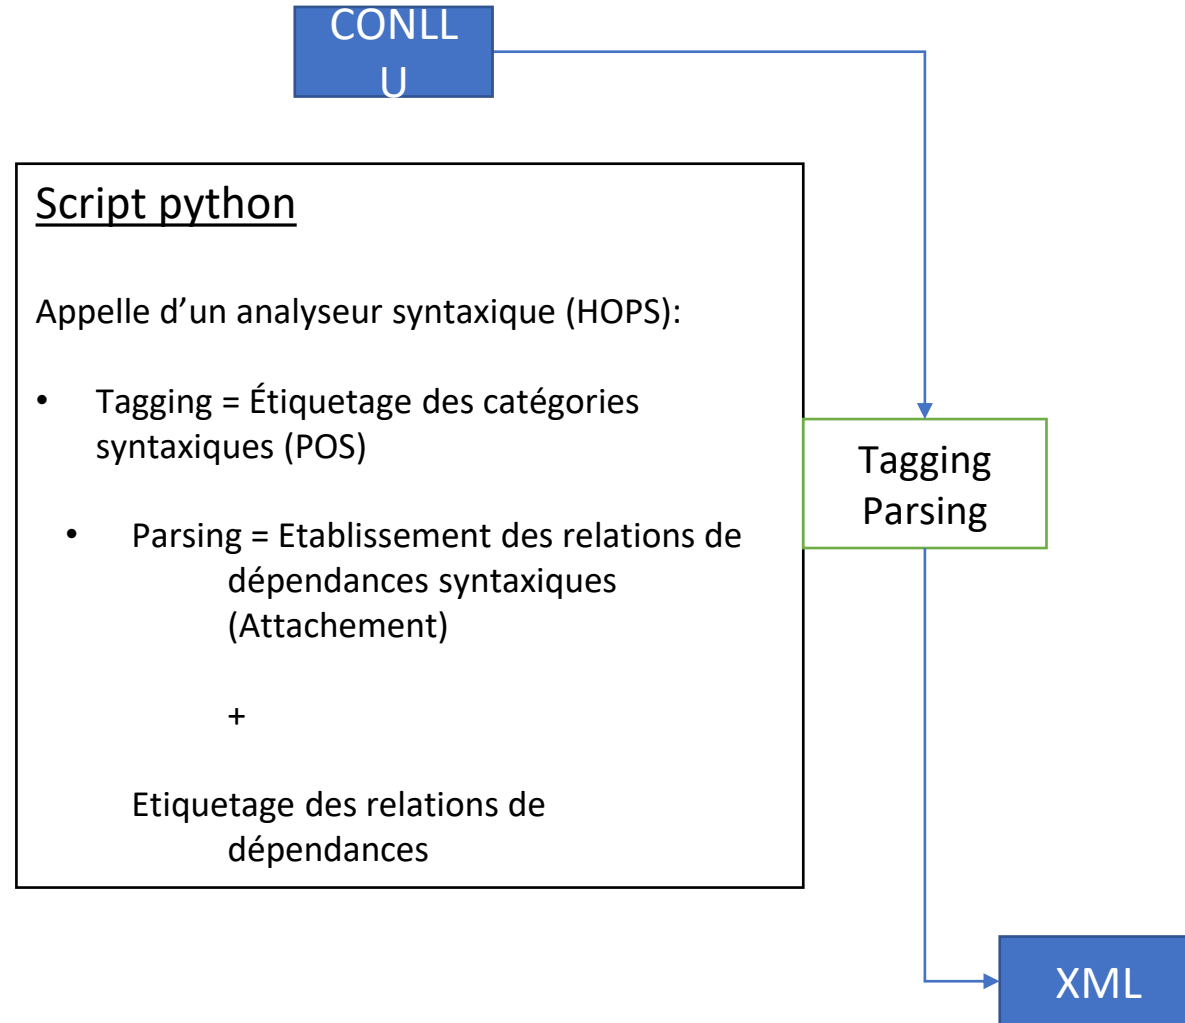 CONLL
U
Script python
Appelle d’un analyseur syntaxique (HOPS):
• Tagging = Étiquetage des catégories
syntaxiques (POS)
• Parsing = Etablissement des relations de
dépendances syntaxiques
(Attachement)
+
Etiquetage des relations de
dépendances
Tagging
Parsing
XML